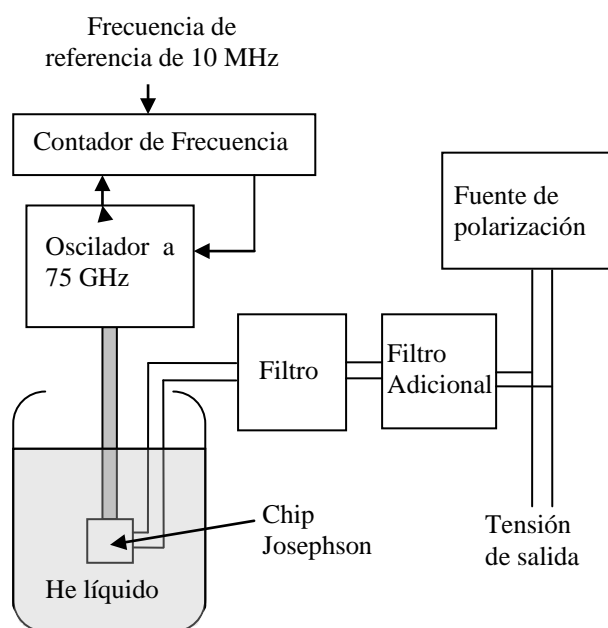 Frecuencia de
referencia de 10 MHz
Contador de Frecuencia
Oscilador a
75 GHz
Fuente de
polarización
Filtro
Filtro
Adicional
Chip
Josephson
Tensión
de salida
He líquido